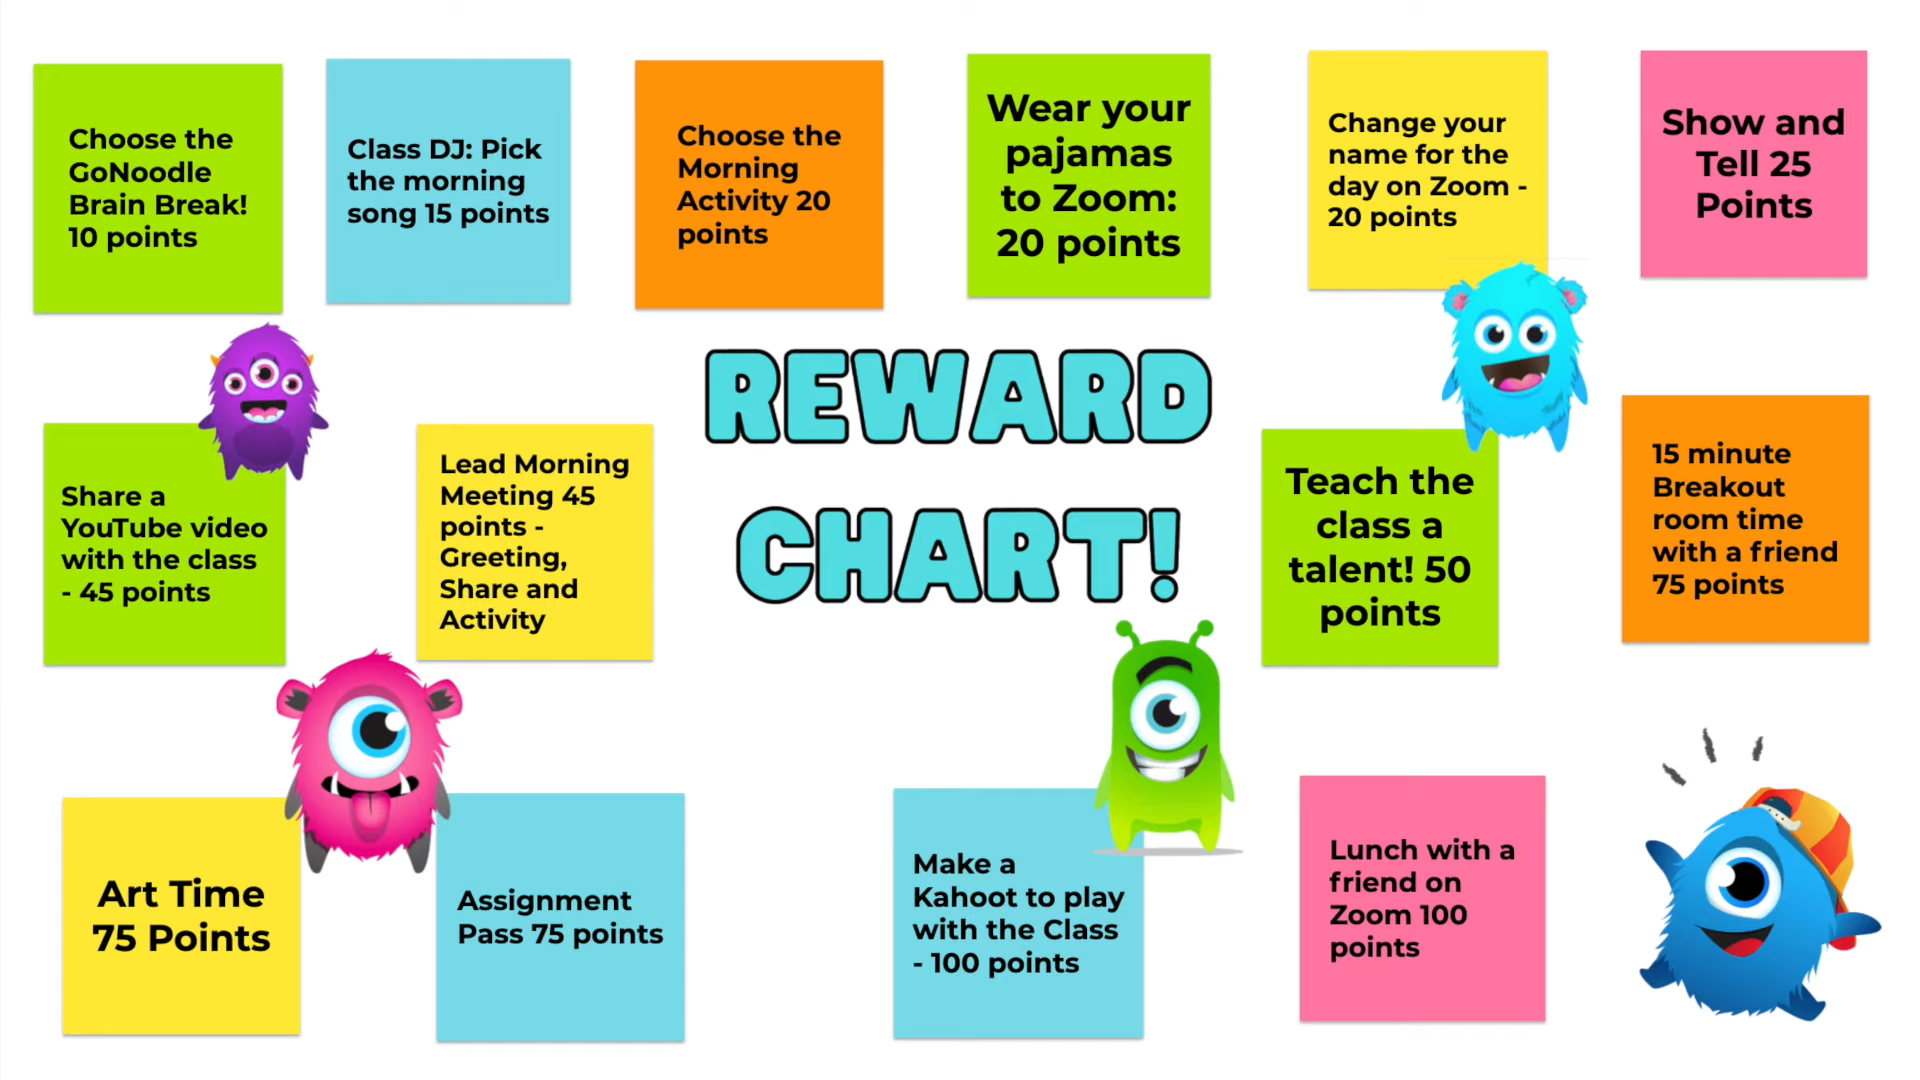 Choose the
GoNoodle
Brain Break!
10 points
Class DJ: Pick
the morning
song 15 points
Choose the
Morning
Activity 20
points
Wear your
pajamas
to Zoom:
20 points
Change your
name for the
day on Zoom -
20 points
Show and
Tell 25
Points
REWARD
CHART!
Share a
YouTube video
with the class
- 45 points
Lead Morning
Meeting 45
points -
Greeting,
Share and
Activity
Teach the
class a
talent! 50
points
15 minute
Breakout
room time
with a friend
75 points
Art Time
75 Points
Assignment
Pass 75 points
Make a
Kahoot to play
with the Class
- 100 points
Lunch with a
friend on
Zoom 100
points